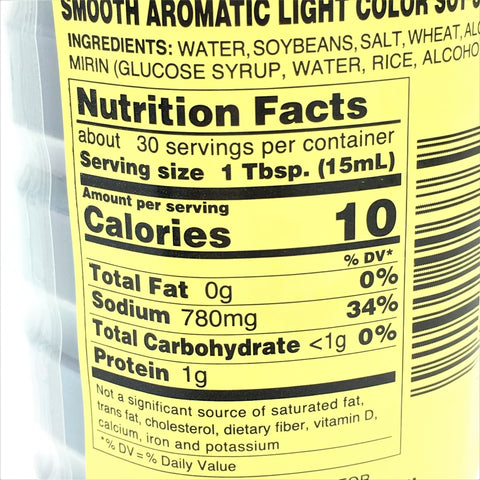 SMOOTH AROMATIC LIGHT COLOR SOY
INGREDIENTS: WATER, SOYBEANS, SALT, WHEAT,
MIRIN (GLUCOSE SYRUP, WATER, RICE, ALCOHO
Nutrition Facts
about 30 servings per container
Serving size 1 Tbsp. (15mL)
Amount per serving
Calories 10
% DV*
Total Fat 0g 0%
Sodium 780mg 34%
Total Carbohydrate <1g 0%
Protein 1g
Not a significant source of saturated fat,
trans fat, cholesterol, dietary fiber, vitamin D,
calcium, iron and potassium
*% DV = % Daily Value